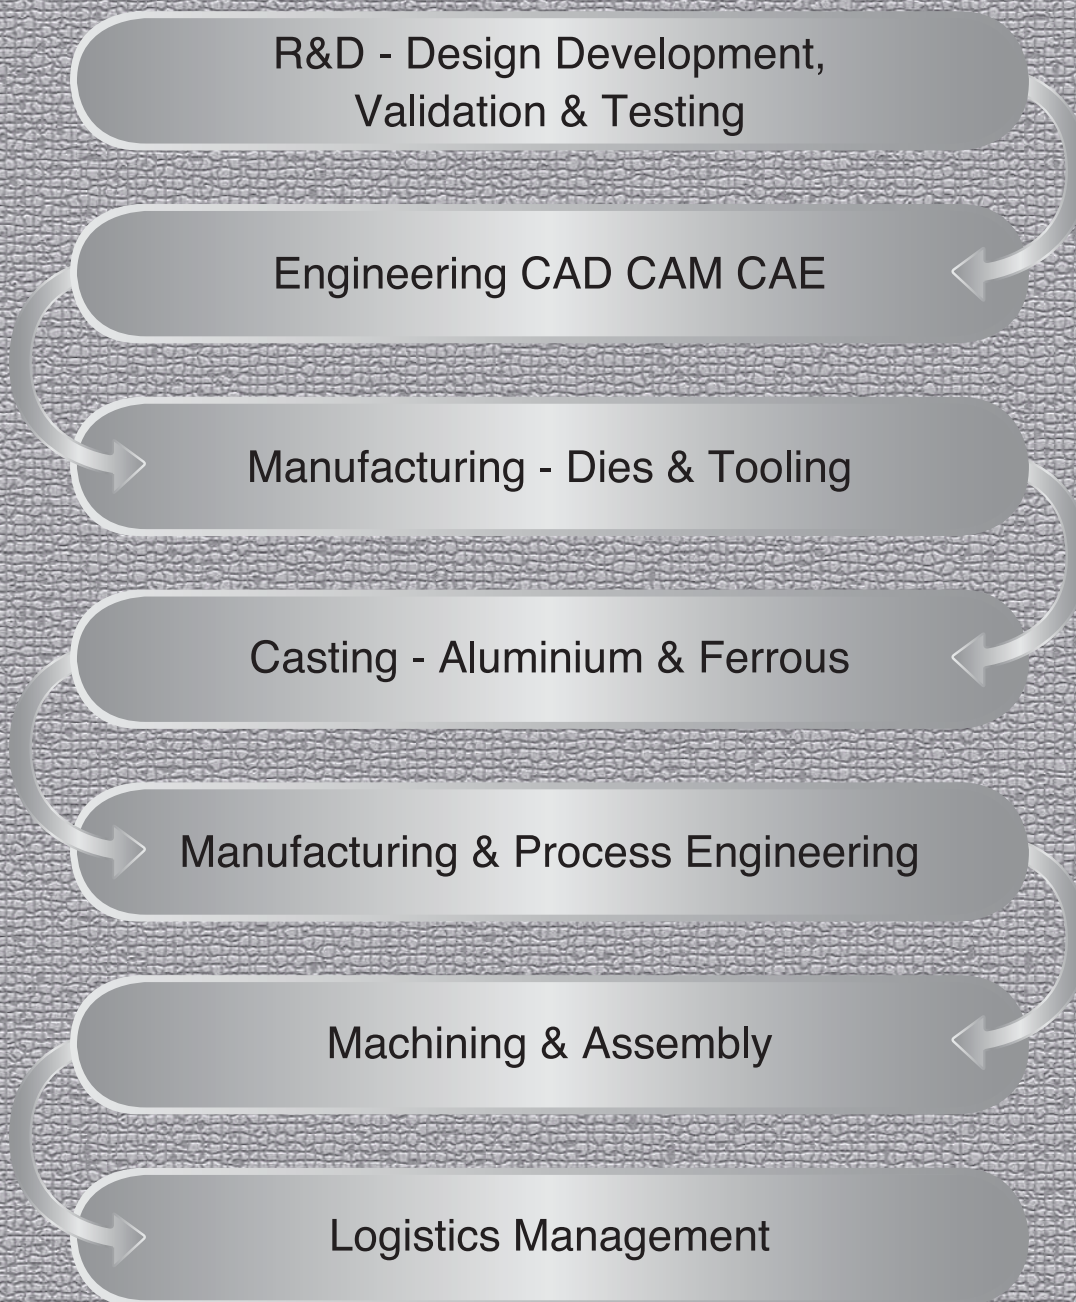 R&D - Design Development,
Validation & Testing
Engineering CAD CAM CAE
Manufacturing - Dies & Tooling
Casting - Aluminium & Ferrous
Manufacturing & Process Engineering
Machining & Assembly
Logistics Management